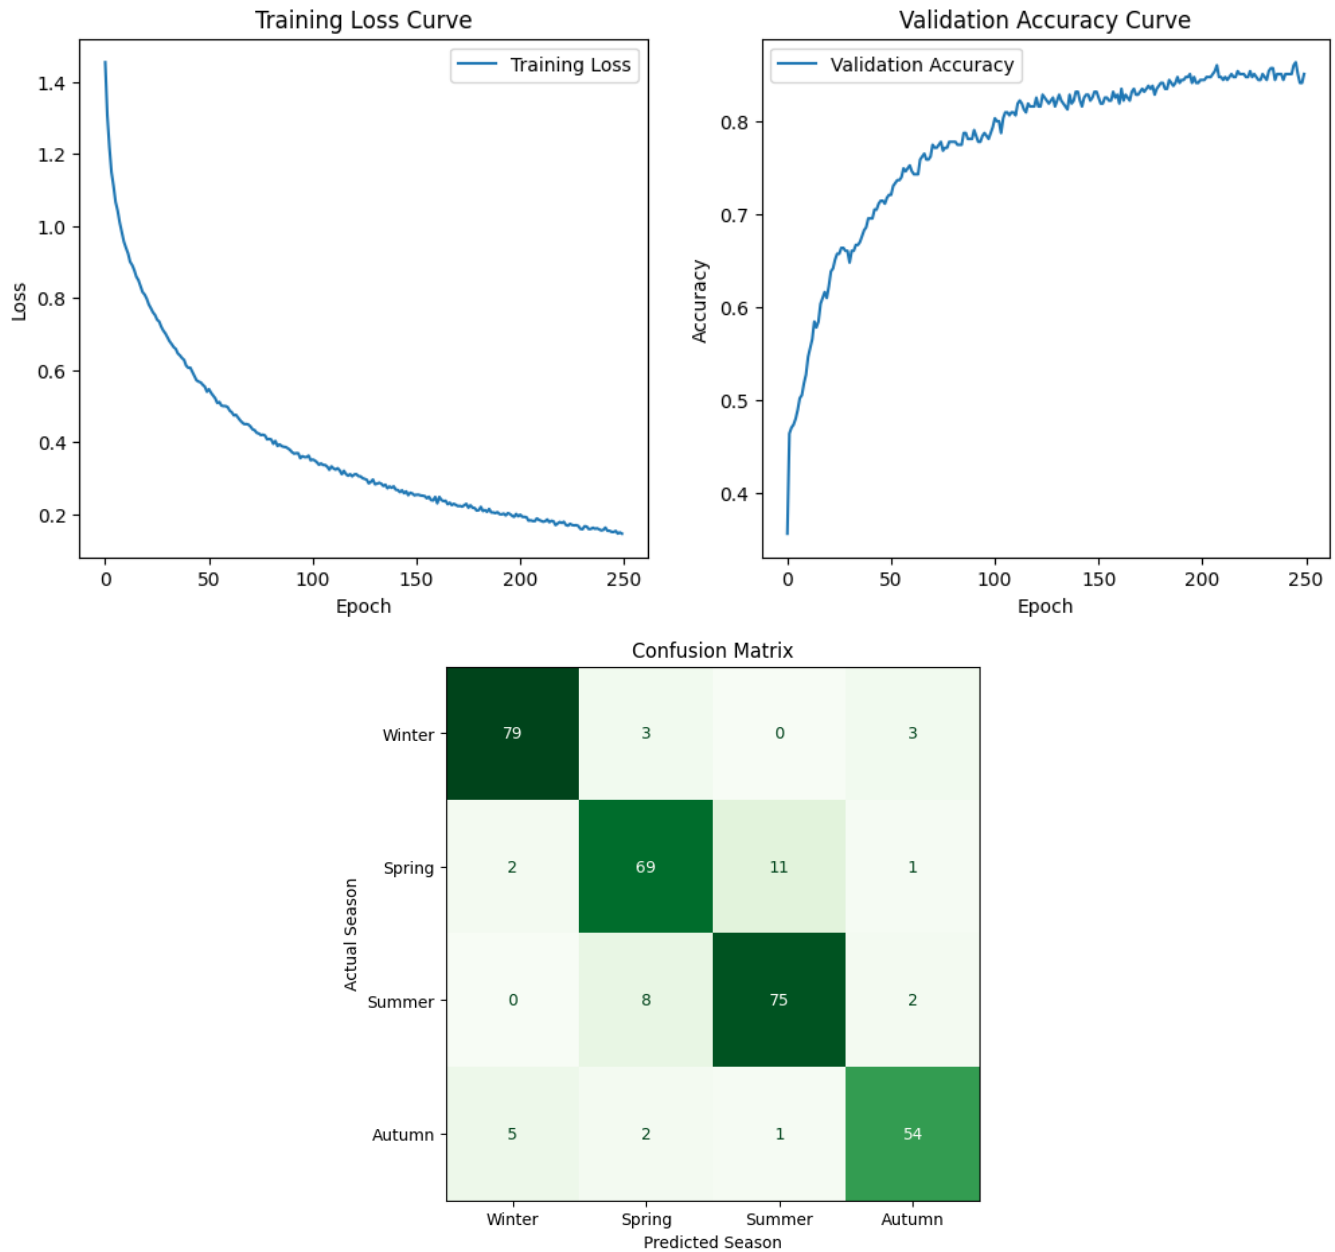 Training Loss Curve
Training Loss
Loss
1.4
1.2
1.0
0.8
0.6
0.4
0.2
0 50 100 150 200 250
Epoch
Validation Accuracy Curve
Validation Accuracy
Accuracy
0.8
0.7
0.6
0.5
0.4
0 50 100 150 200 250
Epoch
Confusion Matrix
Actual Season
Winter 79 3 0 3
Spring 2 69 11 1
Summer 0 8 75 2
Autumn 5 2 1 54
Winter Spring Summer Autumn
Predicted Season